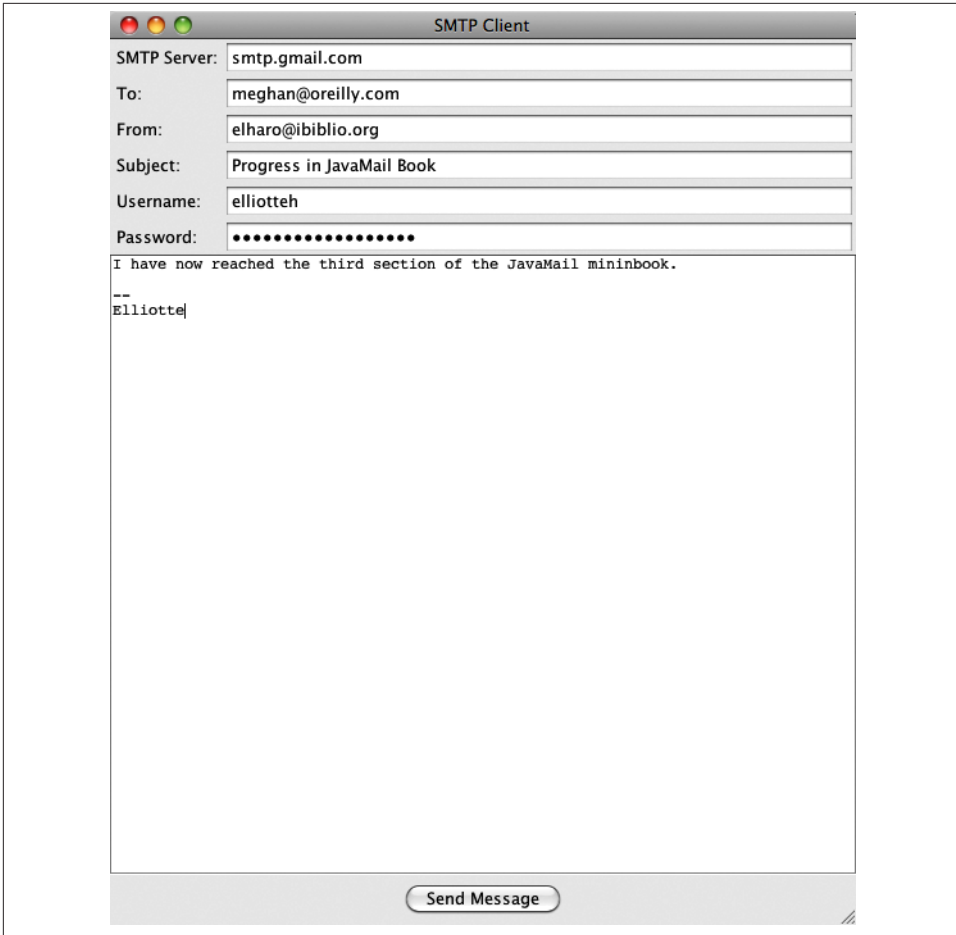 SMTP Client
SMTP Server: smtp.gmail.com
To: meghan@oreilly.com
From: elharo@ibiblio.org
Subject: Progress in JavaMail Book
Username: elliotteh
Password: ••••••••••••••••••
I have now reached the third section of the JavaMail mininbook.
--
Elliotte
Send Message